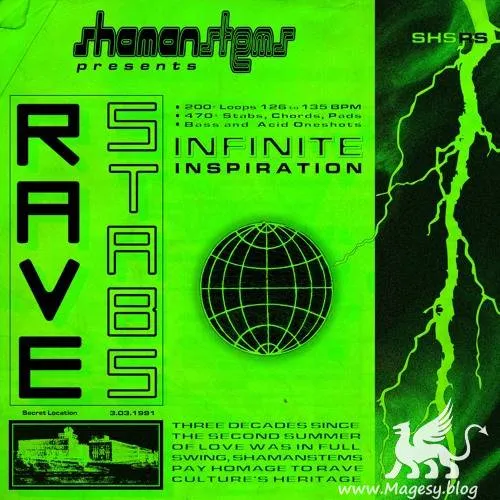 shamanstems
presents
SHSRS
200+ Loops 126 to 135 BPM
470+ Stabs, Chords, Pads
Bass and Acid Oneshots
INFINITE
INSPIRATION
RAVE
STABS
Secret Location 3.03.1991
THREE DECADES SINCE
THE SECOND SUMMER
OF LOVE WAS IN FULL
SWING, SHAMANSTEMS
PAY HOMAGE TO RAVE
CULTURE'S HERITAGE
www.Magesy.blog